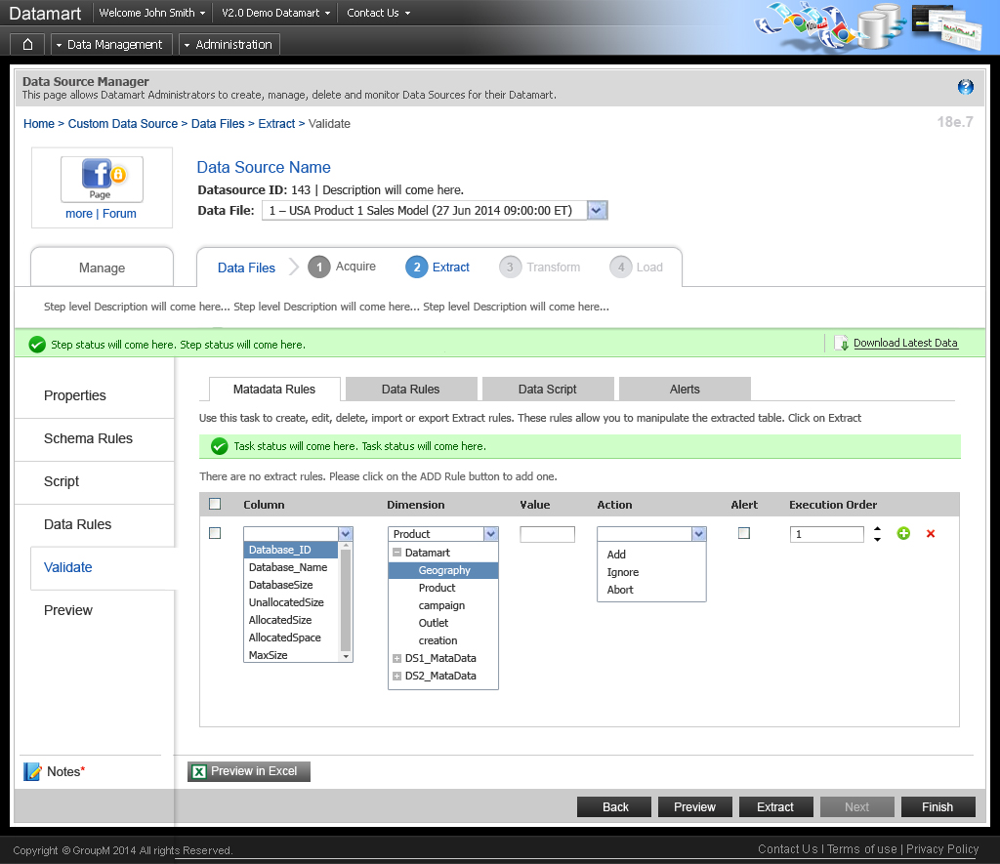 Datamart
Welcome John Smith
V2.0 Demo Datamart
Contact Us
Data Management
Administration
Data Source Manager
This page allows Datamart Administrators to create, manage, delete and monitor Data Sources for their Datamart.
Home > Custom Data Source > Data Files > Extract > Validate
18e.7
Page
more | Forum
Data Source Name
Datasource ID: 143 | Description will come here.
Data File: 1 – USA Product 1 Sales Model (27 Jun 2014 09:00:00 ET)
Manage
Data Files
1 Acquire
2 Extract
3 Transform
4 Load
Step level Description will come here... Step level Description will come here... Step level Description will come here...
Step status will come here. Step status will come here.
Download Latest Data
Properties
Schema Rules
Script
Data Rules
Validate
Preview
Matadata Rules
Data Rules
Data Script
Alerts
Use this task to create, edit, delete, import or export Extract rules. These rules allow you to manipulate the extracted table. Click on Extract
Task status will come here. Task status will come here.
There are no extract rules. Please click on the ADD Rule button to add one.
Column Dimension Value Action Alert Execution Order
Product
1
Database_ID
Database_Name
DatabaseSize
UnallocatedSize
AllocatedSize
AllocatedSpace
MaxSize
Datamart
Geography
Product
campaign
Outlet
creation
DS1_MataData
DS2_MataData
Add
Ignore
Abort
Notes*
Preview in Excel
Back
Preview
Extract
Next
Finish
Copyright © GroupM 2014 All rights Reserved.
Contact Us | Terms of use | Privacy Policy